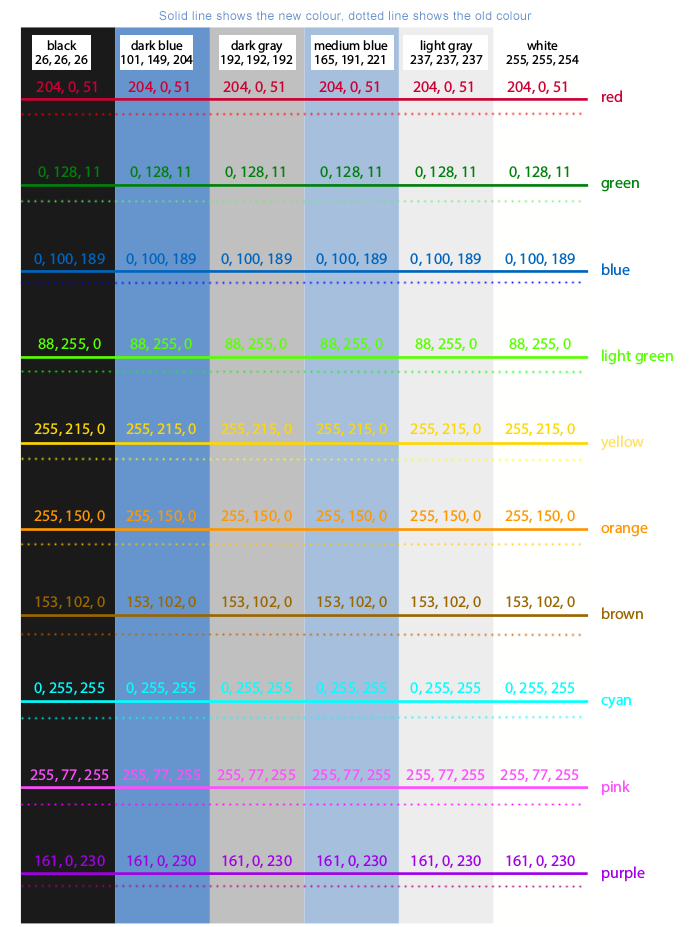 Solid line shows the new colour, dotted line shows the old colour
black dark blue dark gray medium blue light gray white
26, 26, 26 101, 149, 204 192, 192, 192 165, 191, 221 237, 237, 237 255, 255, 254
204, 0, 51 204, 0, 51 204, 0, 51 204, 0, 51 204, 0, 51 204, 0, 51 red
0, 128, 11 0, 128, 11 0, 128, 11 0, 128, 11 0, 128, 11 0, 128, 11 green
0, 100, 189 0, 100, 189 0, 100, 189 0, 100, 189 0, 100, 189 0, 100, 189 blue
88, 255, 0 88, 255, 0 88, 255, 0 88, 255, 0 88, 255, 0 88, 255, 0 light green
255, 215, 0 255, 215, 0 255, 215, 0 255, 215, 0 255, 215, 0 255, 215, 0 yellow
255, 150, 0 255, 150, 0 255, 150, 0 255, 150, 0 255, 150, 0 255, 150, 0 orange
153, 102, 0 153, 102, 0 153, 102, 0 153, 102, 0 153, 102, 0 153, 102, 0 brown
0, 255, 255 0, 255, 255 0, 255, 255 0, 255, 255 0, 255, 255 0, 255, 255 cyan
255, 77, 255 255, 77, 255 255, 77, 255 255, 77, 255 255, 77, 255 255, 77, 255 pink
161, 0, 230 161, 0, 230 161, 0, 230 161, 0, 230 161, 0, 230 161, 0, 230 purple